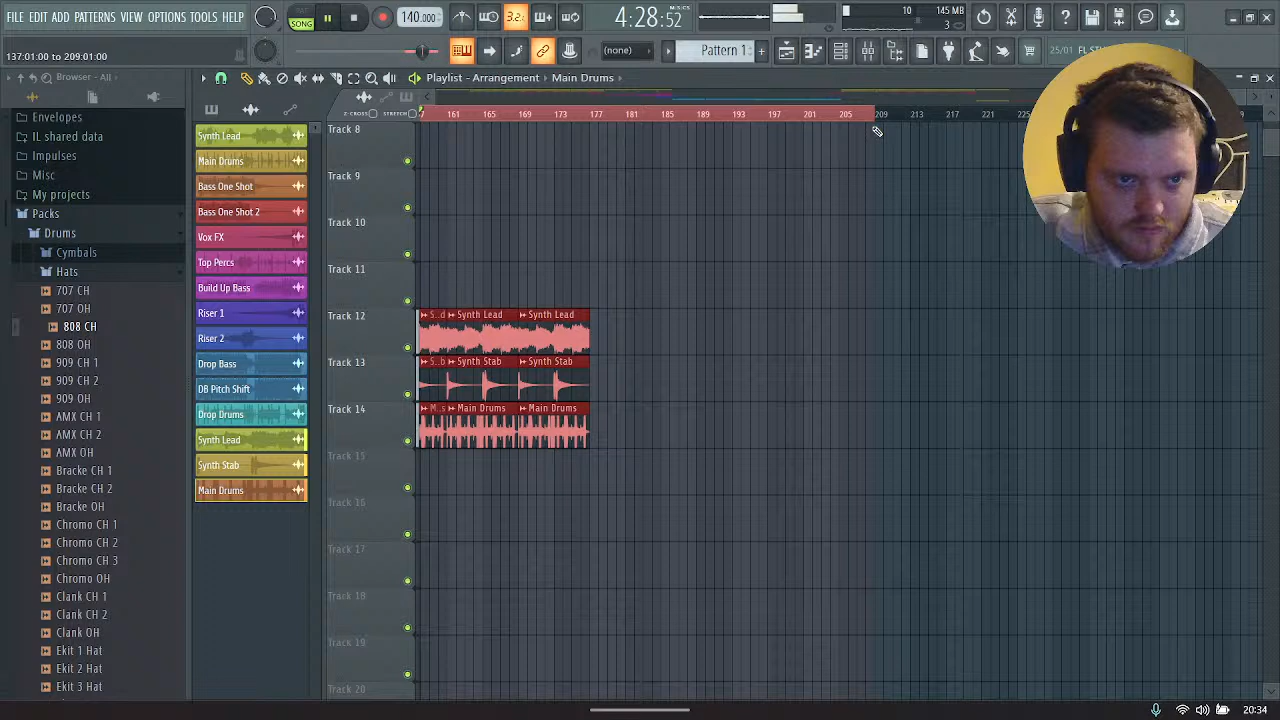 FILE EDIT ADD PATTERNS VIEW OPTIONS TOOLS HELP
SONG
140.000
3.2.
4:28:52
M:S:CS
10
145 MB
3
137:01:00 to 209:01:00
(none)
Pattern 1
+
25/01
Browser - All
Playlist - Arrangement
Main Drums
Envelopes
IL shared data
Impulses
Misc
My projects
Packs
Drums
Cymbals
Hats
707 CH
707 OH
808 CH
808 OH
909 CH 1
909 CH 2
909 OH
AMX CH 1
AMX CH 2
AMX OH
Bracke CH 1
Bracke CH 2
Bracke OH
Chromo CH 1
Chromo CH 2
Chromo CH 3
Chromo OH
Clank CH 1
Clank CH 2
Clank OH
Ekit 1 Hat
Ekit 2 Hat
Ekit 3 Hat
Synth Lead
Main Drums
Bass One Shot
Bass One Shot 2
Vox FX
Top Percs
Build Up Bass
Riser 1
Riser 2
Drop Bass
DB Pitch Shift
Drop Drums
Synth Lead
Synth Stab
Main Drums
Z-CROSS STRETCH
161 165 169 173 177 181 185 189 193 197 201 205 209 213 217 221 225
Track 8
Track 9
Track 10
Track 11
Track 12
Synth Lead
Synth Lead
Track 13
Synth Stab
Synth Stab
Track 14
Main Drums
Main Drums
Track 15
Track 16
Track 17
Track 18
Track 19
Track 20
20:34